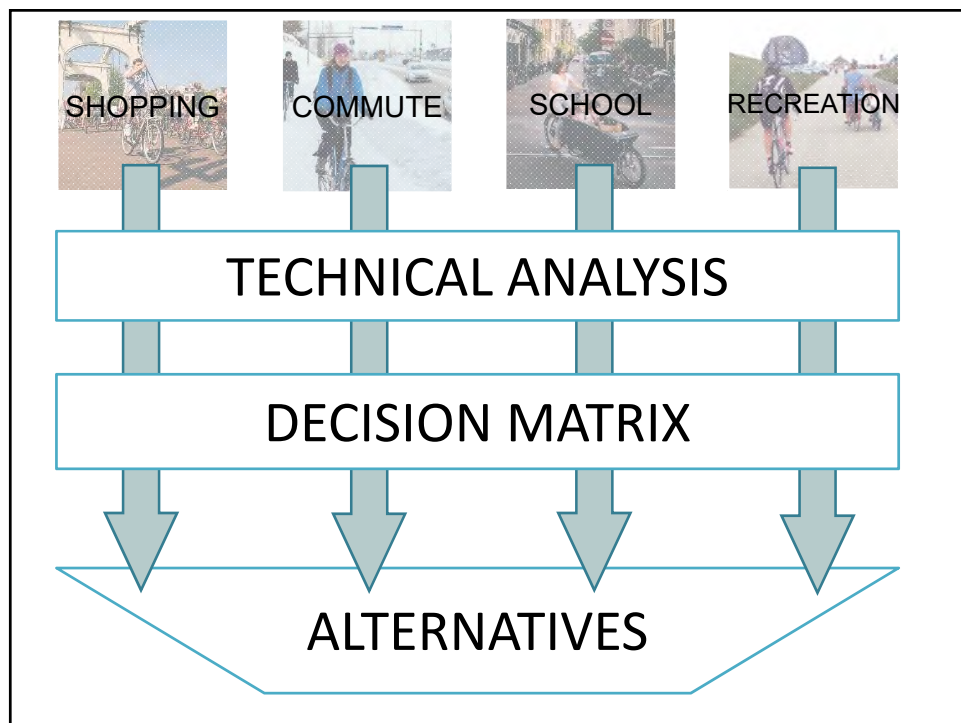 SHOPPING
COMMUTE
SCHOOL
RECREATION
TECHNICAL ANALYSIS
DECISION MATRIX
ALTERNATIVES